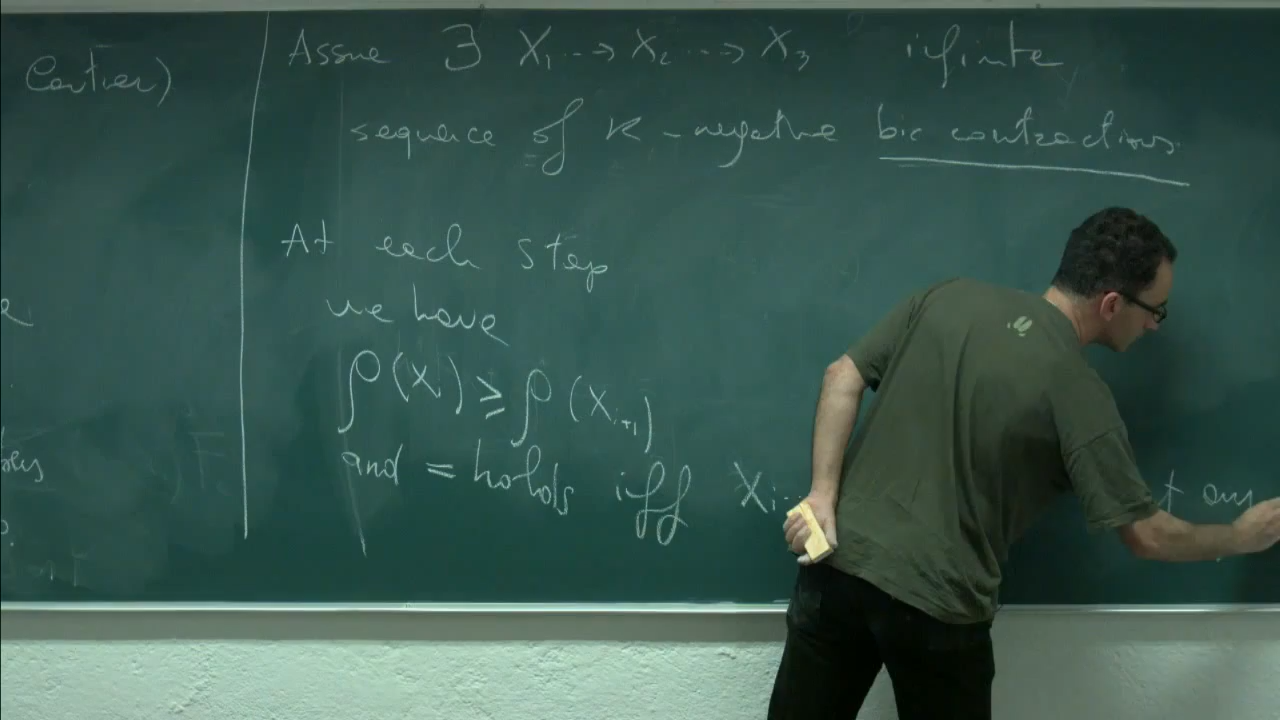 Cartier)
Assume ∃ X₁ ⇢ X₂ ⇢ X₃ infinite
sequence of K-negative bir contractions.
At each step
we have
ρ(Xᵢ) ≥ ρ(Xᵢ₊₁)
and = holds iff Xᵢ